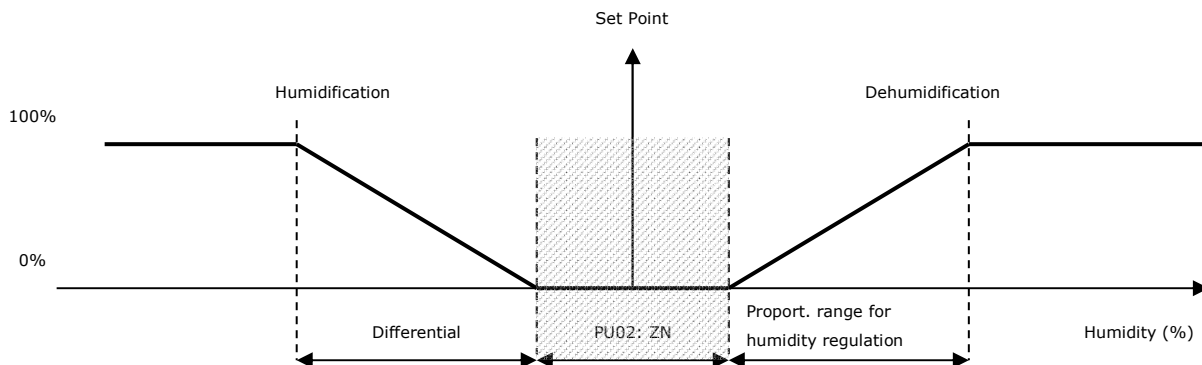 Set Point
Humidification
Dehumidification
100%
0%
Differential
PU02: ZN
Proport. range for
humidity regulation
Humidity (%)